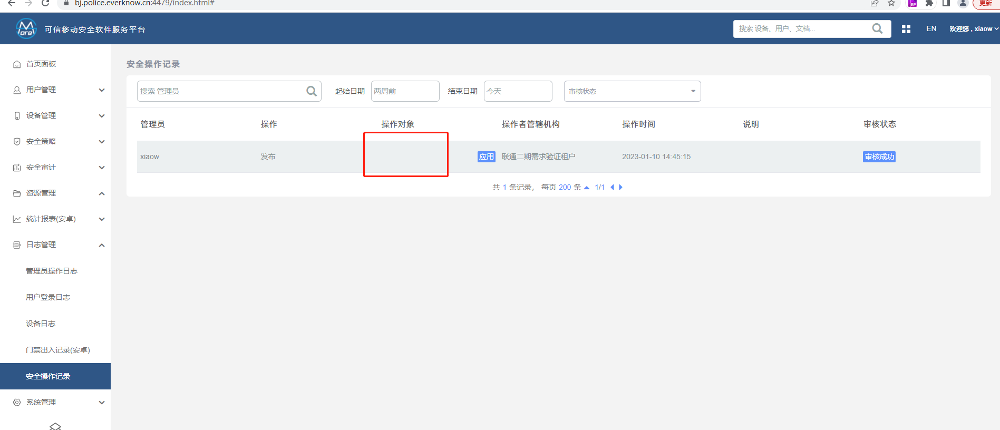 bj.police.everknow.cn:4479/index.html#
RP
更新
More
可信移动安全软件服务平台
搜索 设备、用户、文档...
EN
欢迎您 , xiaow
首页面板
用户管理
设备管理
安全策略
安全审计
资源管理
统计报表(安卓)
日志管理
管理员操作日志
用户登录日志
设备日志
门禁出入记录(安卓)
安全操作记录
系统管理
安全操作记录
搜索 管理员
起始日期
两周前
结束日期
今天
审核状态
管理员 操作 操作对象 操作者管辖机构 操作时间 说明 审核状态
xiaow 发布 应用 联通二期需求验证租户 2023-01-10 14:45:15 审核成功
共 1 条记录, 每页 200 条 1/1